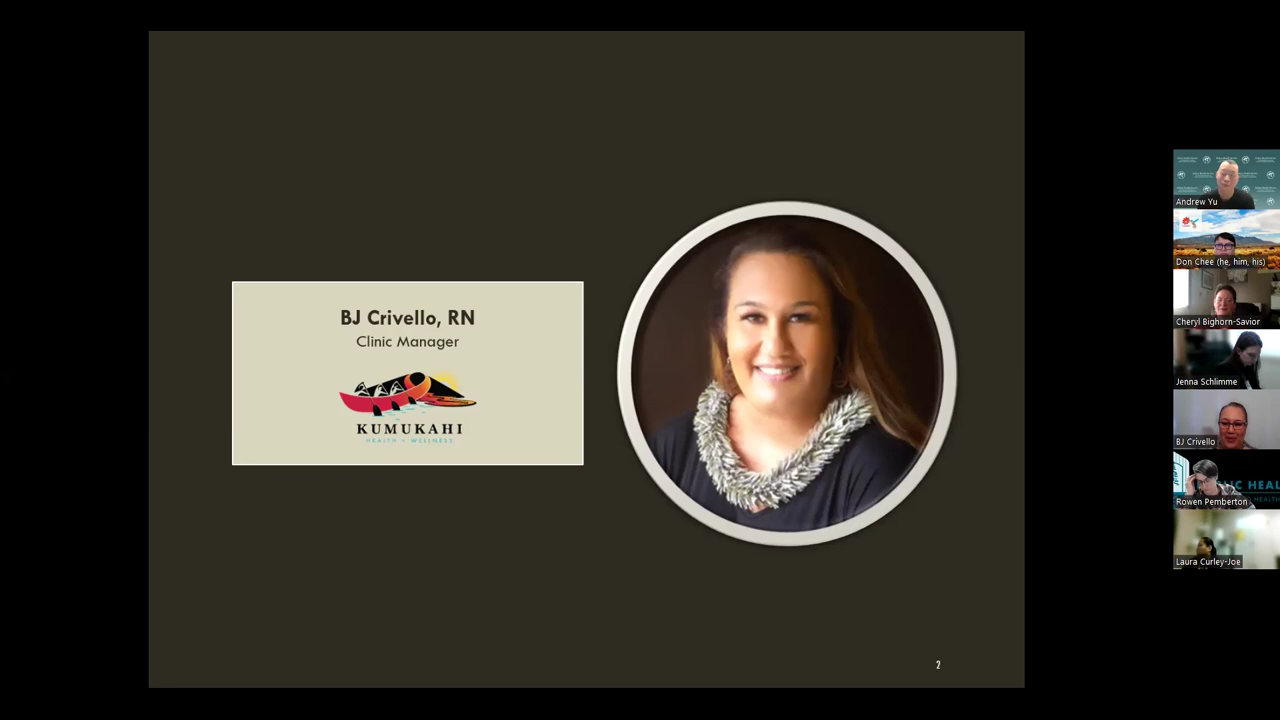 BJ Crivello, RN
Clinic Manager
KUMUKAHI
HEALTH + WELLNESS
2
Andrew Yu
Don Chee (he, him, his)
Cheryl Bighorn-Savior
Jenna Schlimme
BJ Crivello
Rowen Pemberton
Laura Curley-Joe